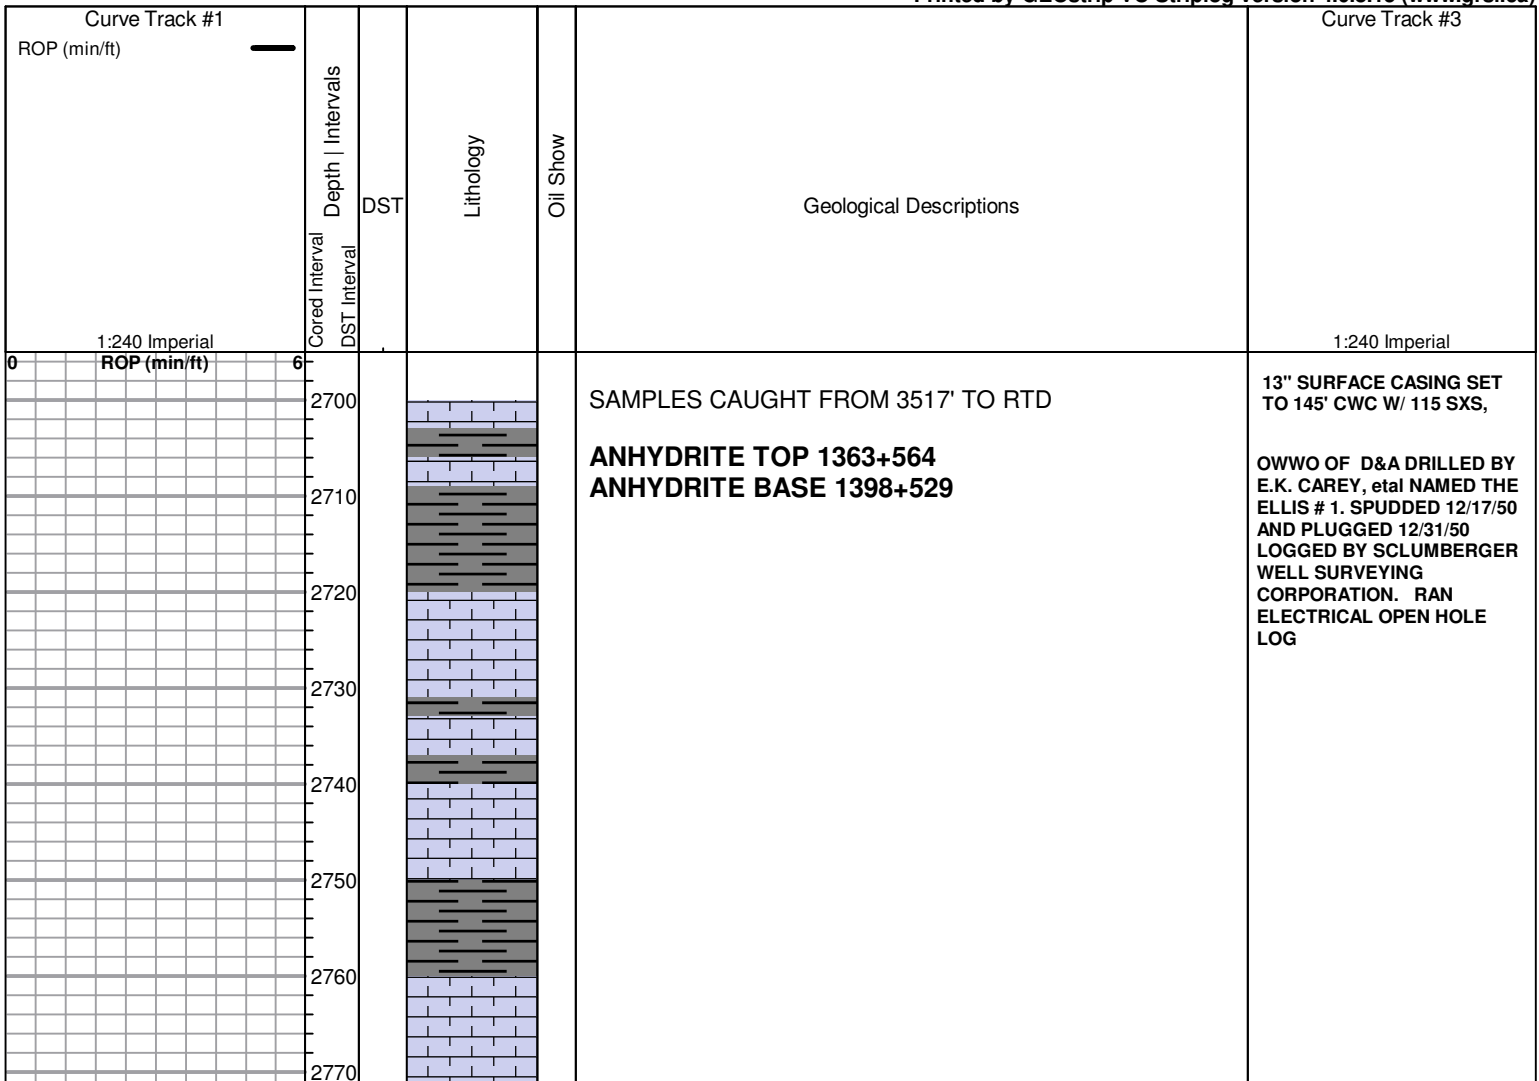 Curve Track #1
ROP (min/ft)
Depth | Intervals
Cored Interval
DST Interval
DST
Lithology
Oil Show
Geological Descriptions
Curve Track #3
1:240 Imperial
1:240 Imperial
0 ROP (min/ft) 6
2700
2710
2720
2730
2740
2750
2760
2770
SAMPLES CAUGHT FROM 3517' TO RTD
ANHYDRITE TOP 1363+564
ANHYDRITE BASE 1398+529
13" SURFACE CASING SET
TO 145' CWC W/ 115 SXS,
OWWO OF D&A DRILLED BY
E.K. CAREY, etal NAMED THE
ELLIS # 1. SPUDDED 12/17/50
AND PLUGGED 12/31/50
LOGGED BY SCLUMBERGER
WELL SURVEYING
CORPORATION. RAN
ELECTRICAL OPEN HOLE
LOG